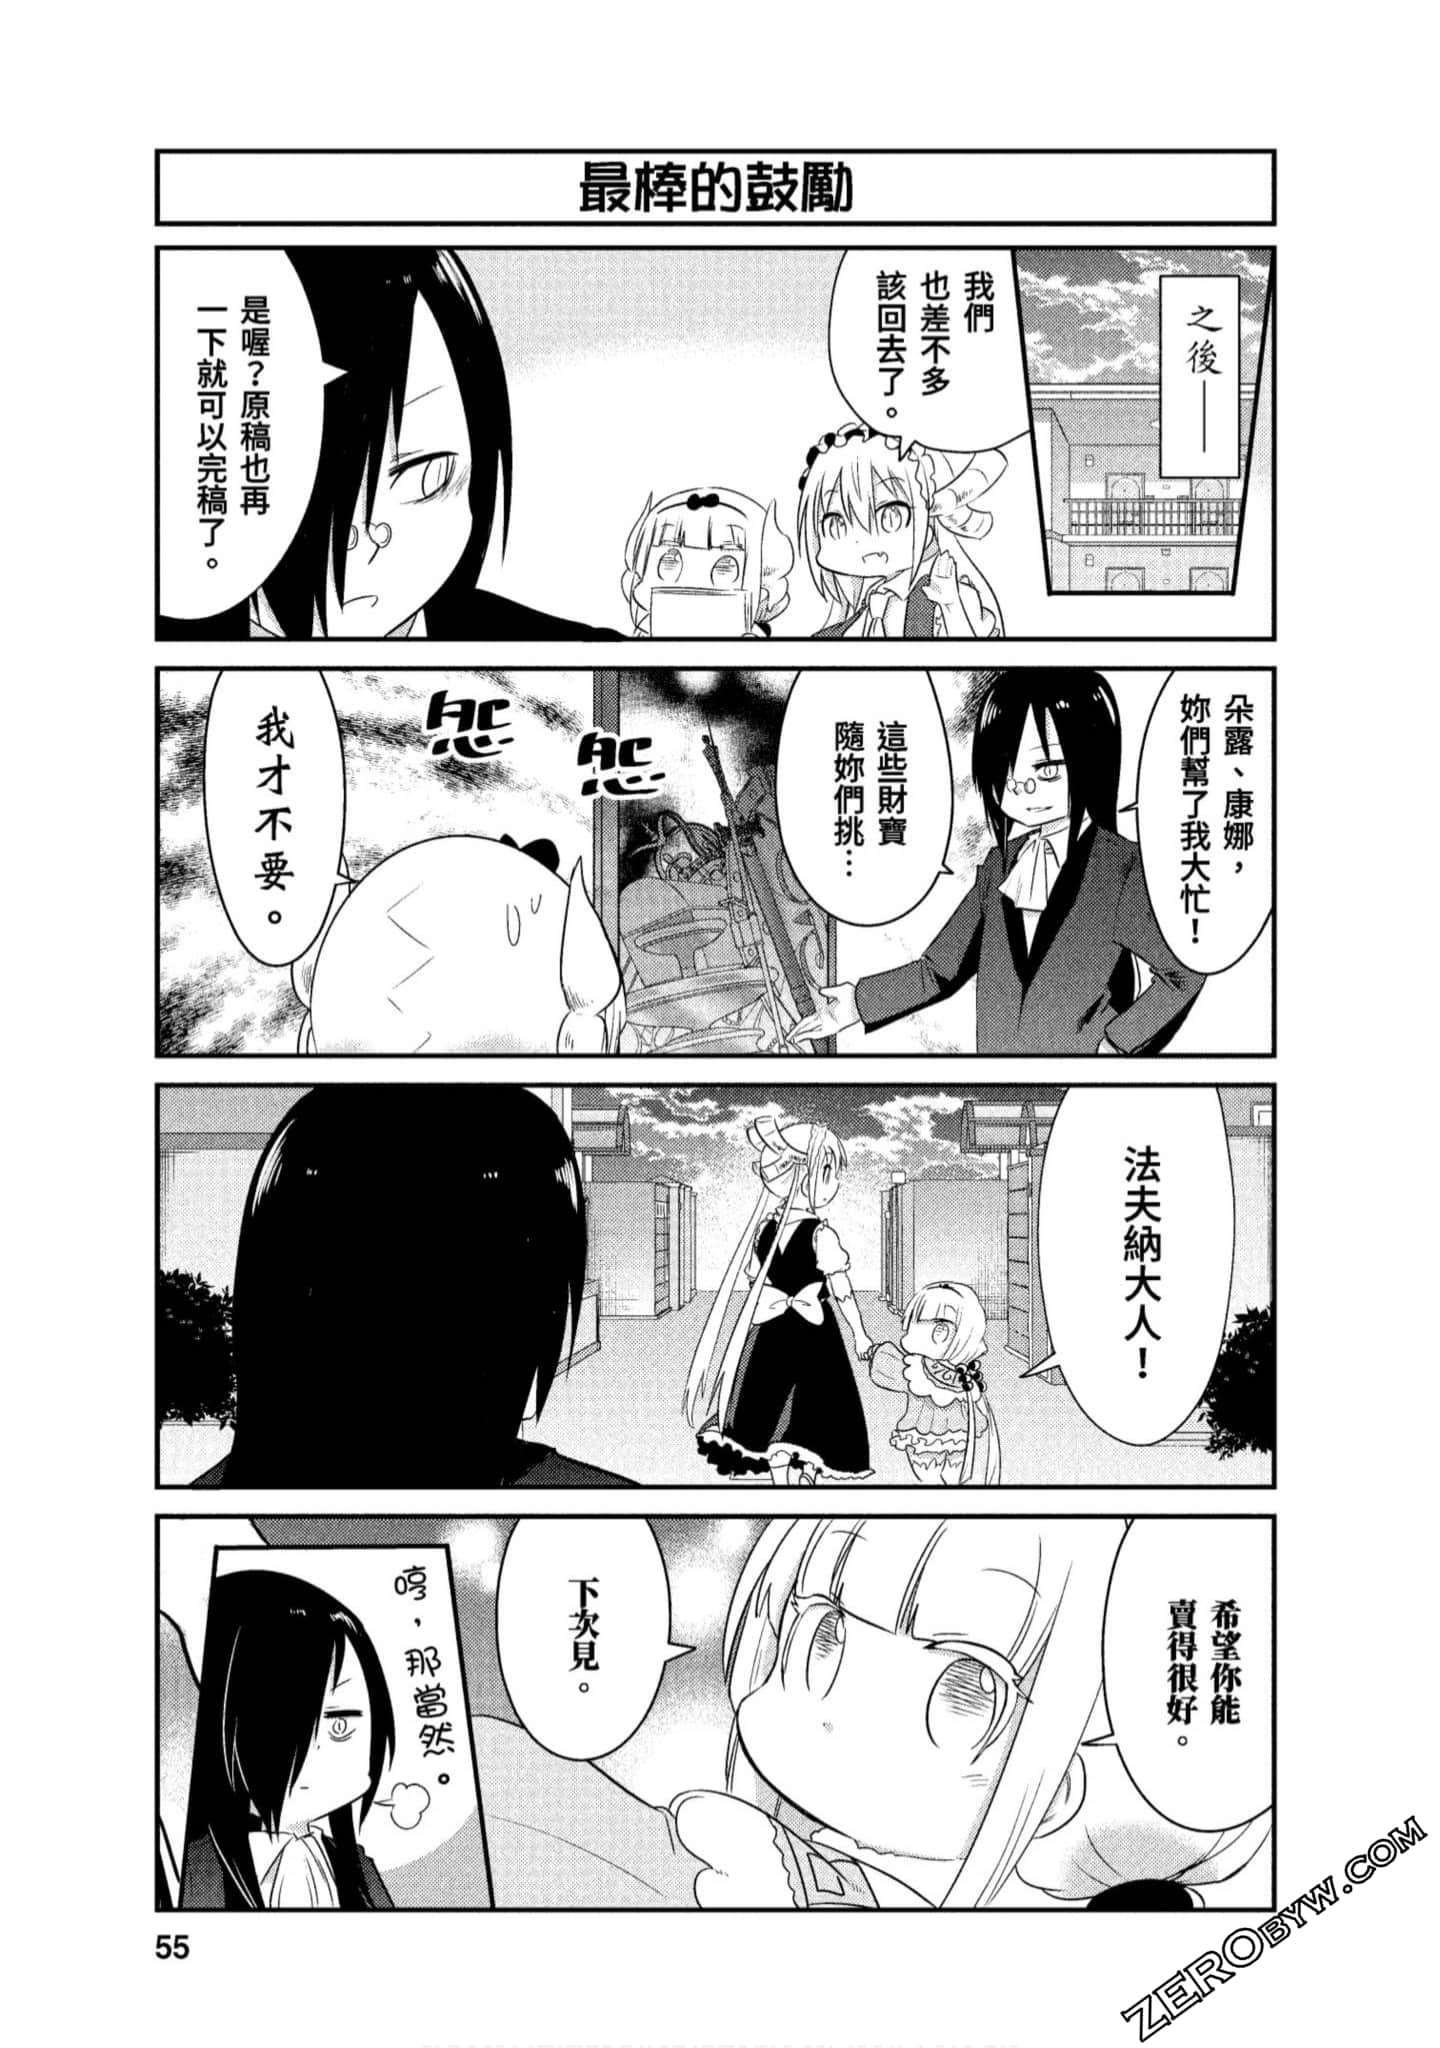 最棒的鼓勵
之後——
我們
也差不多
該回去了。
是喔？原稿也再
一下就可以完稿了。
朵露、康娜，
妳們幫了我大忙！
這些財寶
隨妳們挑…
怨
怨
我才不要。
法夫納大人！
希望你能
賣得很好。
下次見。
哼，那當然。
55
ZEROBYW.COM